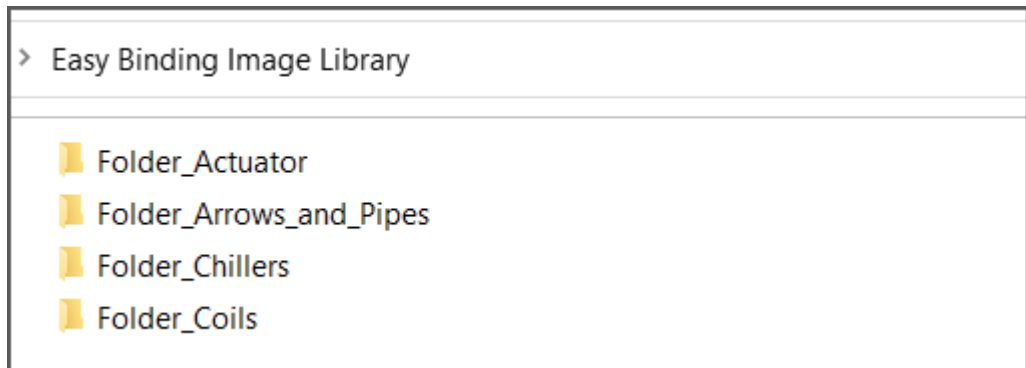 Easy Binding Image Library
Folder_Actuator
Folder_Arrows_and_Pipes
Folder_Chillers
Folder_Coils